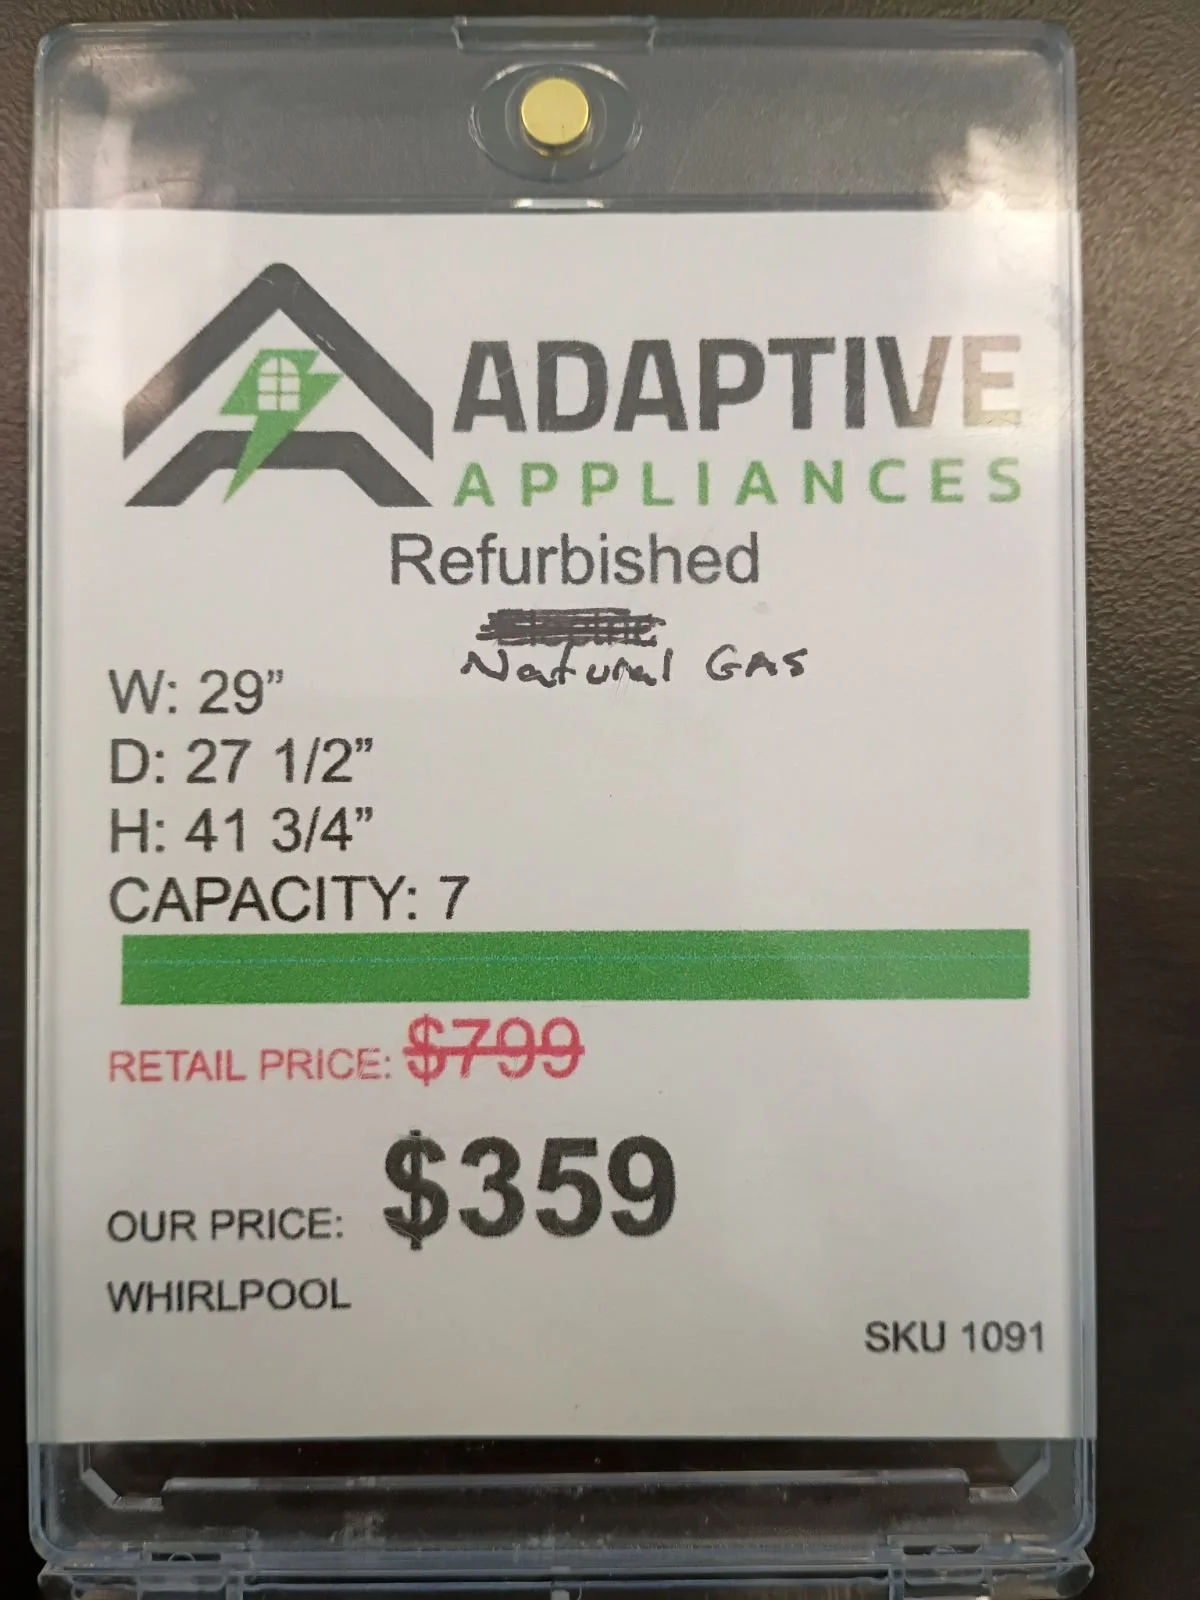 ADAPTIVE
APPLIANCES
Refurbished
Natural GAS
W: 29”
D: 27 1/2”
H: 41 3/4”
CAPACITY: 7
RETAIL PRICE: $799
OUR PRICE: $359
WHIRLPOOL
SKU 1091